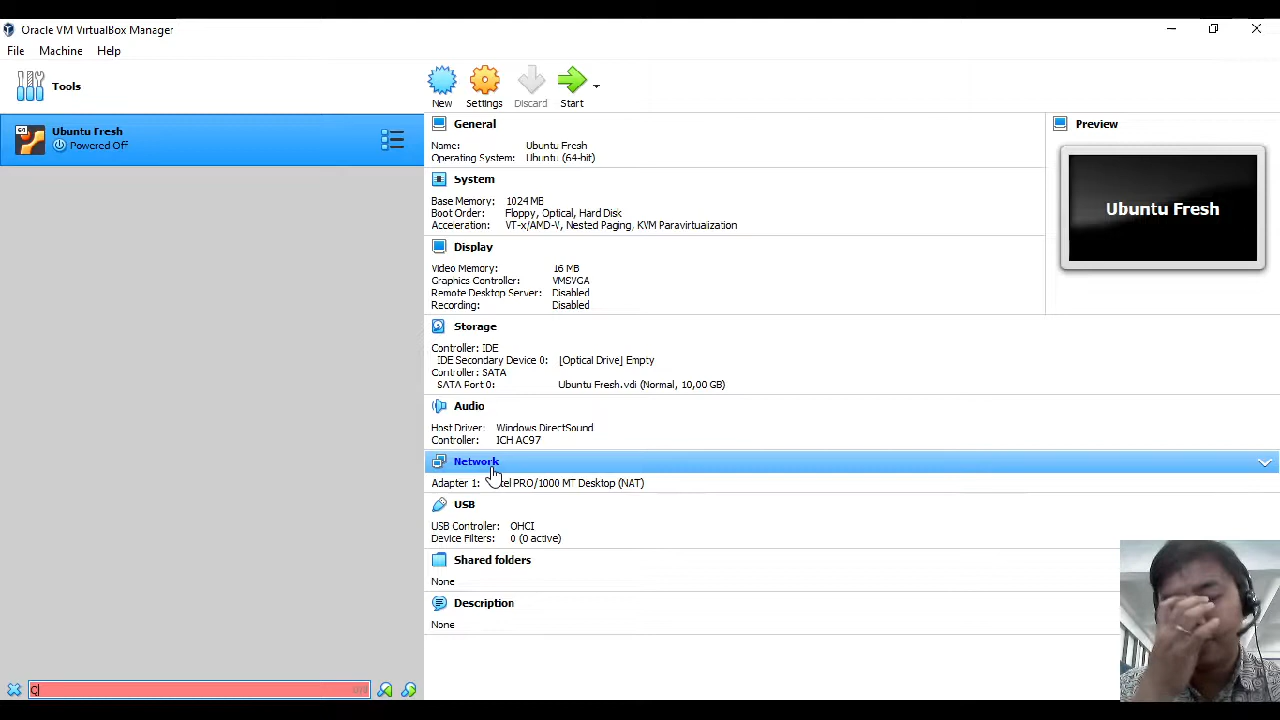 Oracle VM VirtualBox Manager
File Machine Help
Tools
New Settings Discard Start
64 Ubuntu Fresh
Powered Off
General
Name: Ubuntu Fresh
Operating System: Ubuntu (64-bit)
System
Base Memory: 1024 MB
Boot Order: Floppy, Optical, Hard Disk
Acceleration: VT-x/AMD-V, Nested Paging, KVM Paravirtualization
Display
Video Memory: 16 MB
Graphics Controller: VMSVGA
Remote Desktop Server: Disabled
Recording: Disabled
Storage
Controller: IDE
IDE Secondary Device 0: [Optical Drive] Empty
Controller: SATA
SATA Port 0: Ubuntu Fresh.vdi (Normal, 10,00 GB)
Audio
Host Driver: Windows DirectSound
Controller: ICH AC97
Network
Adapter 1: tel PRO/1000 MT Desktop (NAT)
USB
USB Controller: OHCI
Device Filters: 0 (0 active)
Shared folders
None
Description
None
Preview
Ubuntu Fresh